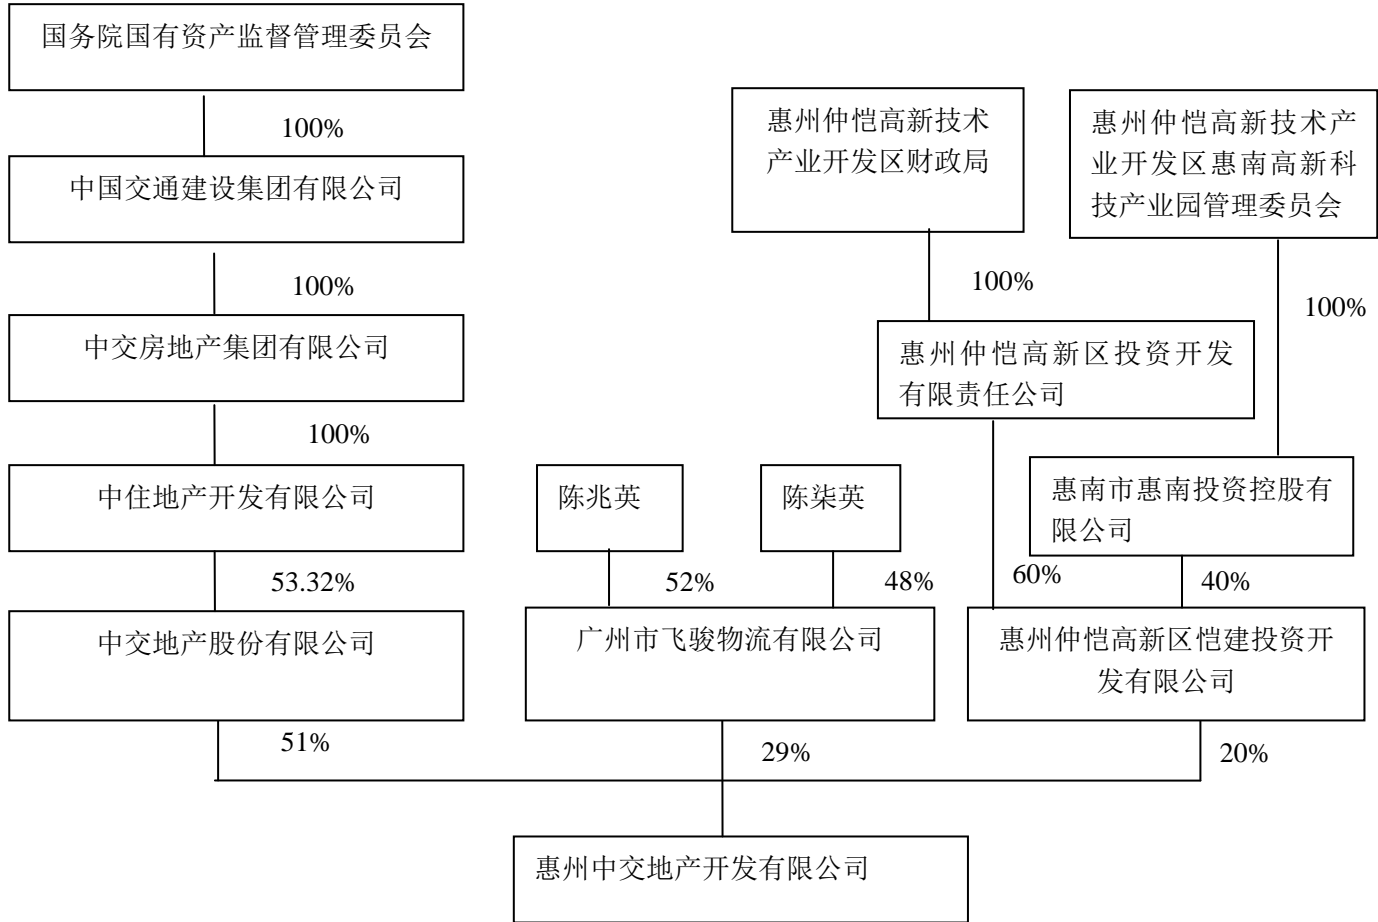 国务院国有资产监督管理委员会
100%
中国交通建设集团有限公司
100%
中交房地产集团有限公司
100%
中住地产开发有限公司
53.32%
中交地产股份有限公司
51%
陈兆英
52%
陈柒英
48%
广州市飞骏物流有限公司
29%
惠州仲恺高新技术
产业开发区财政局
100%
惠州仲恺高新区投资开发
有限责任公司
60%
惠州仲恺高新技术产
业开发区惠南高新科
技产业园管理委员会
100%
惠南市惠南投资控股有
限公司
40%
惠州仲恺高新区恺建投资开
发有限公司
20%
惠州中交地产开发有限公司